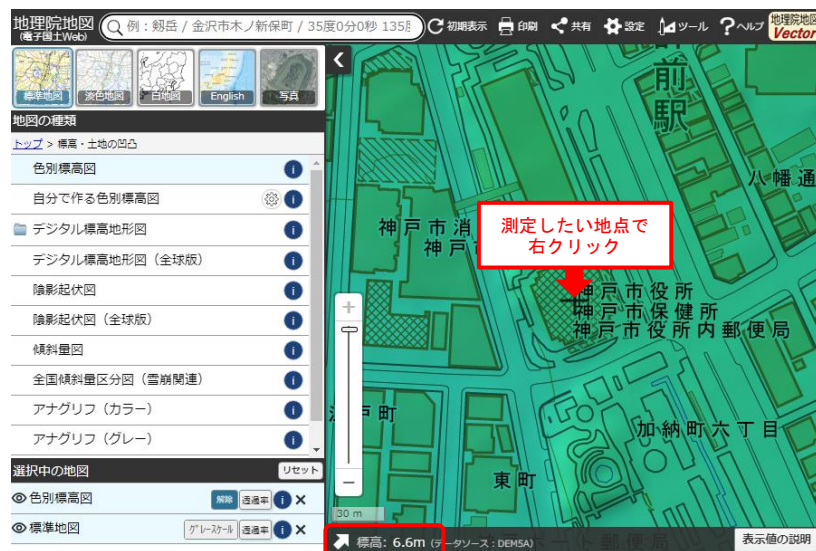 地理院地図
(電子国土Web)
例：剱岳 / 金沢市木ノ新保町 / 35度0分0秒 135度
初期表示
印刷
共有
設定
ツール
ヘルプ
地理院地図
Vector
標準地図
淡色地図
白地図
English
写真
地図の種類
トップ > 標高・土地の凹凸
色別標高図
自分で作る色別標高図
デジタル標高地形図
デジタル標高地形図（全球版）
陰影起伏図
陰影起伏図（全球版）
傾斜量図
全国傾斜量区分図（雪崩関連）
アナグリフ（カラー）
アナグリフ（グレー）
選択中の地図
リセット
色別標高図
解除
透過率
標準地図
グレースケール
透過率
前
駅
八幡通
神戸市消
神戸市
測定したい地点で
右クリック
神戸市役所
神戸市保健所
神戸市役所内郵便局
戸町
加納町六丁目
東町
30 m
標高: 6.6m (データソース：DEM5A)
郵便局
表示値の説明